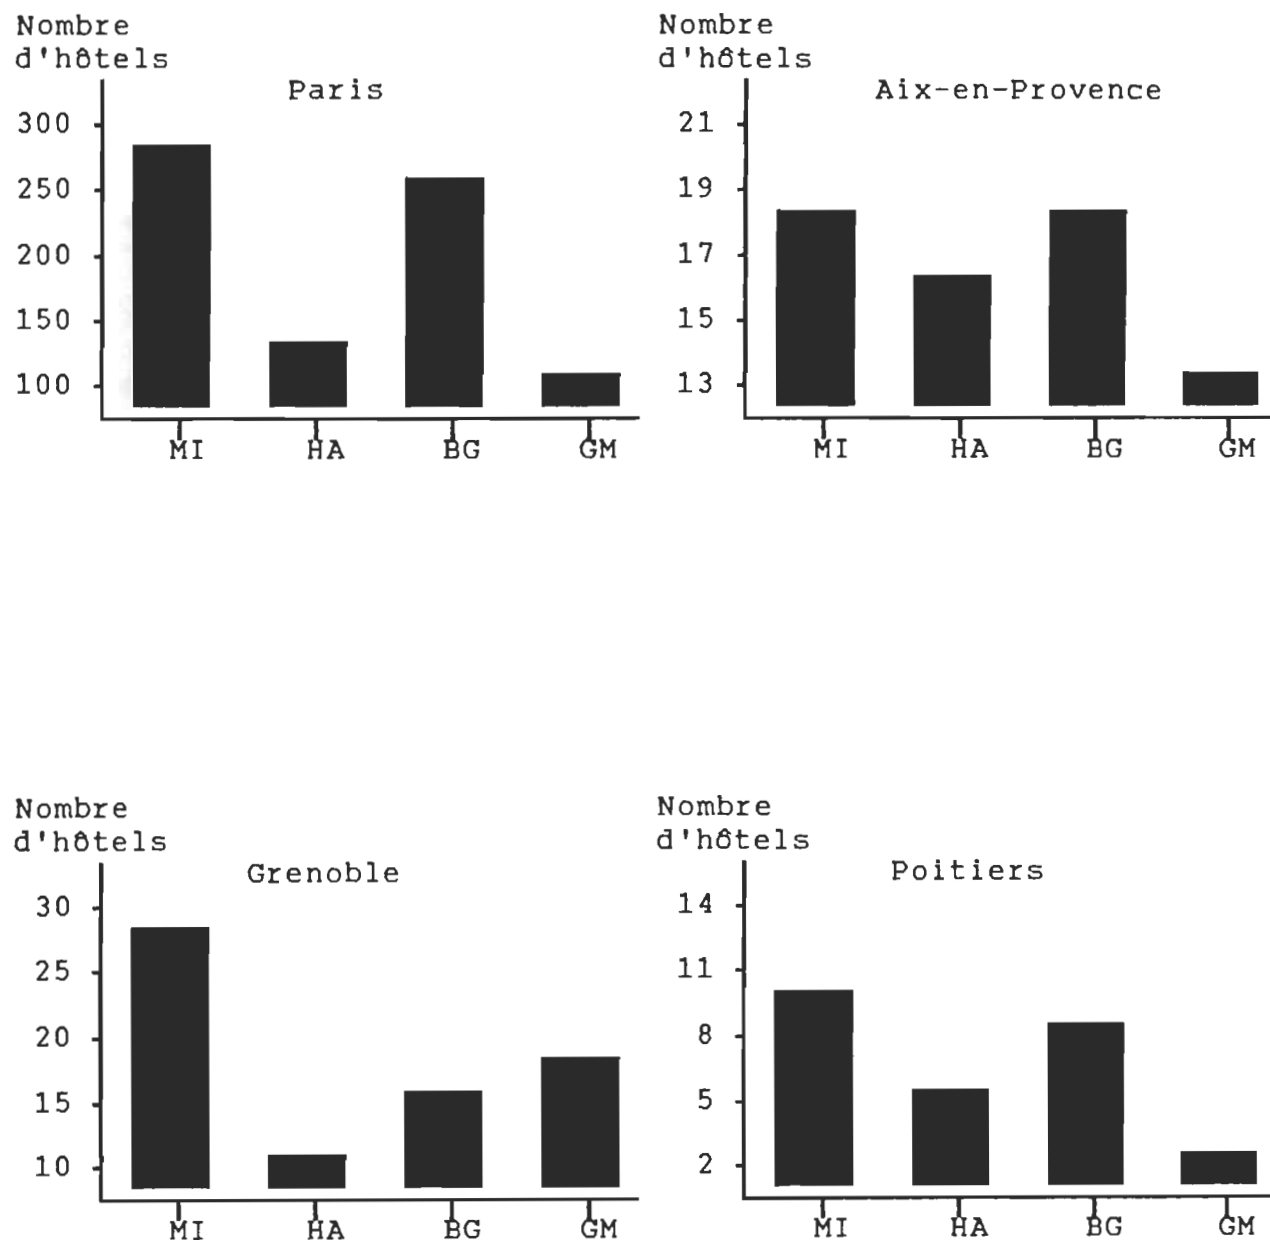 Nombre
d'hôtels
Paris
300
250
200
150
100
MI HA BG GM
Nombre
d'hôtels
Aix-en-Provence
21
19
17
15
13
MI HA BG GM
Nombre
d'hôtels
Grenoble
30
25
20
15
10
MI HA BG GM
Nombre
d'hôtels
Poitiers
14
11
8
5
2
MI HA BG GM